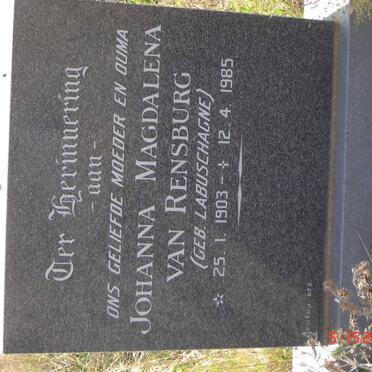 Ter Herinnering
- aan -
ONS GELIEFDE MOEDER EN OUMA
JOHANNA MAGDALENA
VAN RENSBURG
(GEB. LABUSCHAGNE)
☆ 25. 1. 1903 -:- 12. 4. 1985